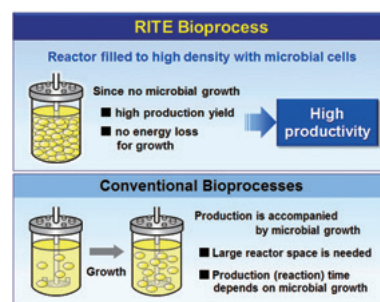 RITE Bioprocess
Reactor filled to high density with microbial cells
Since no microbial growth
■ high production yield
■ no energy loss
for growth
High
productivity
Conventional Bioprocesses
Production is accompanied
by microbial growth
■ Large reactor space is needed
■ Production (reaction) time
depends on microbial growth
Growth